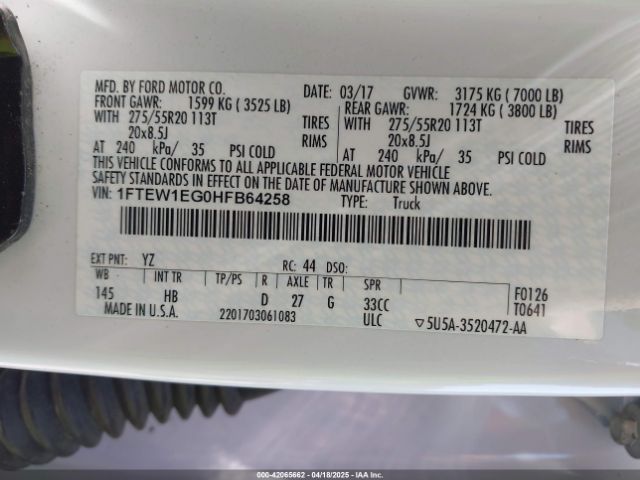 MFD. BY FORD MOTOR CO. DATE: 03/17 GVWR: 3175 KG ( 7000 LB)
FRONT GAWR: 1599 KG ( 3525 LB) REAR GAWR: 1724 KG ( 3800 LB)
WITH 275/55R20 113T TIRES WITH 275/55R20 113T TIRES
20x8.5J RIMS 20x8.5J RIMS
AT 240 kPa/ 35 PSI COLD AT 240 kPa/ 35 PSI COLD
THIS VEHICLE CONFORMS TO ALL APPLICABLE FEDERAL MOTOR VEHICLE
SAFETY STANDARDS IN EFFECT ON THE DATE OF MANUFACTURE SHOWN ABOVE.
VIN: 1FTEW1EG0HFB64258 TYPE: Truck
EXT PNT: YZ RC: 44 DSO:
WB INT TR TP/PS R AXLE TR SPR F0126
145 HB D 27 G 33CC T0641
MADE IN U.S.A. 2201703061083 ULC ▽5U5A-3520472-AA
000-42065662 - 04/18/2025 - IAAI.COM